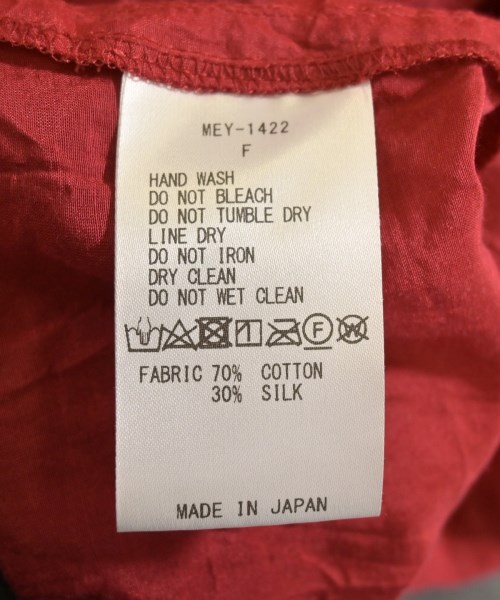 MEY-1422
F
HAND WASH
DO NOT BLEACH
DO NOT TUMBLE DRY
LINE DRY
DO NOT IRON
DRY CLEAN
DO NOT WET CLEAN
F W
FABRIC 70% COTTON
30% SILK
MADE IN JAPAN